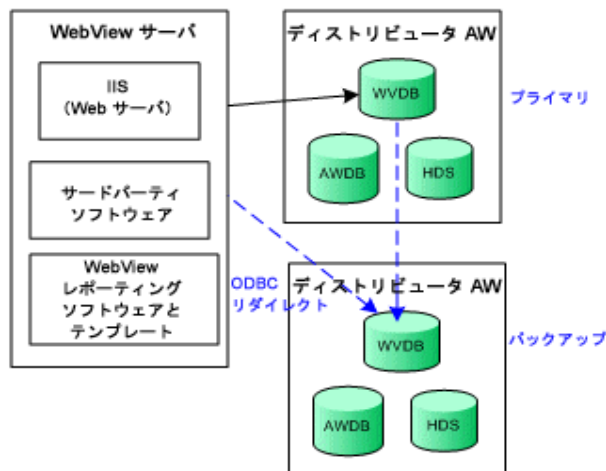 WebView サーバ
IIS
(Web サーバ)
サードパーティ
ソフトウェア
WebView
レポーティング
ソフトウェアと
テンプレート
ディストリビュータ AW
WVDB
AWDB
HDS
プライマリ
ODBC
リダイレクト
ディストリビュータ AW
WVDB
AWDB
HDS
バックアップ